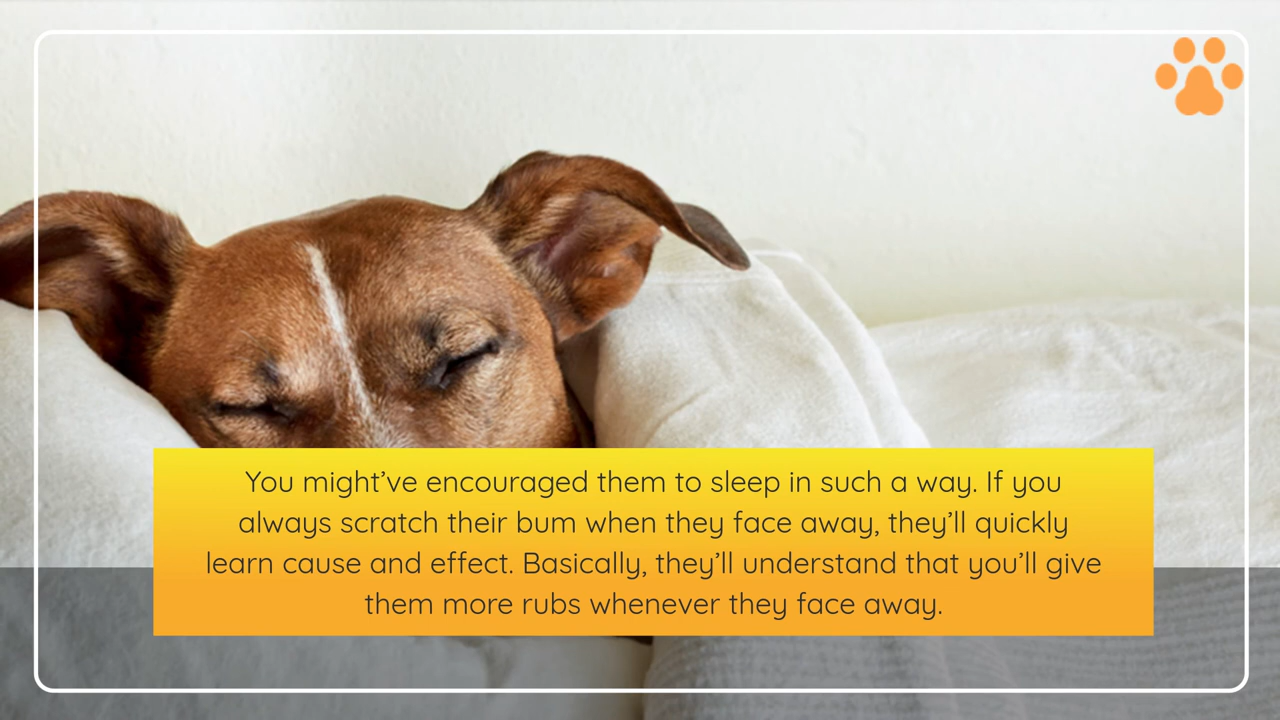 You might’ve encouraged them to sleep in such a way. If you
always scratch their bum when they face away, they’ll quickly
learn cause and effect. Basically, they’ll understand that you’ll give
them more rubs whenever they face away.